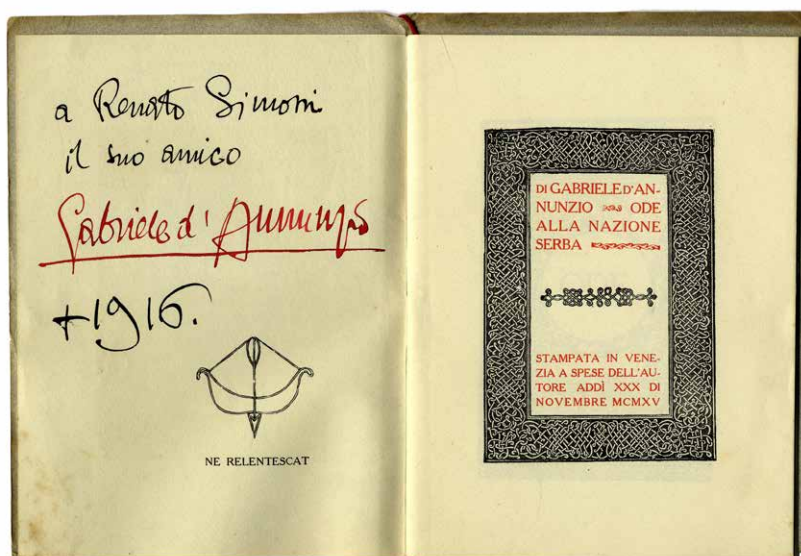 a Renato Simoni
il suo amico
Gabriele d'Annunzio
+1916.
NE RELENTESCAT
DI GABRIELE D'AN-
NUNZIO ODE
ALLA NAZIONE
SERBA
STAMPATA IN VENE-
ZIA A SPESE DELL'AU-
TORE ADDÌ XXX DI
NOVEMBRE MCMXV